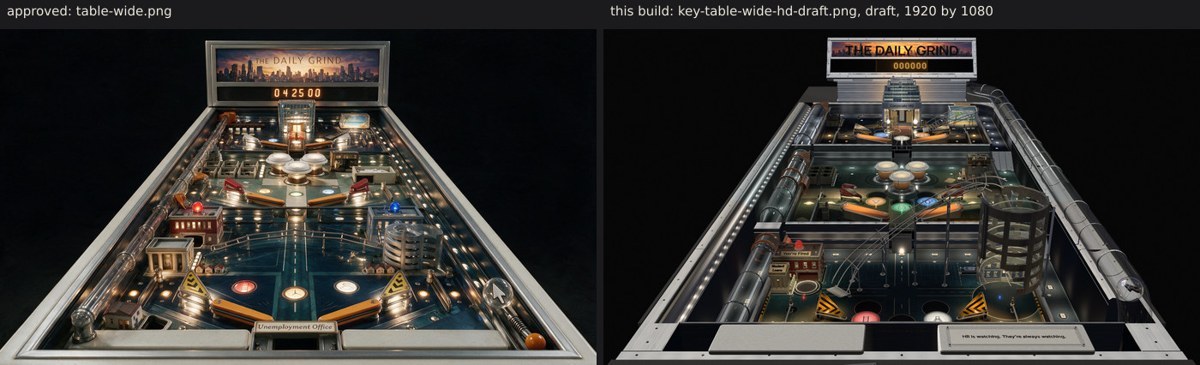 approved: table-wide.png
this build: key-table-wide-hd-draft.png, draft, 1920 by 1080
THE DAILY GRIND
042500
Unemployment Office
THE DAILY GRIND
000000
HR is watching. They're always watching.